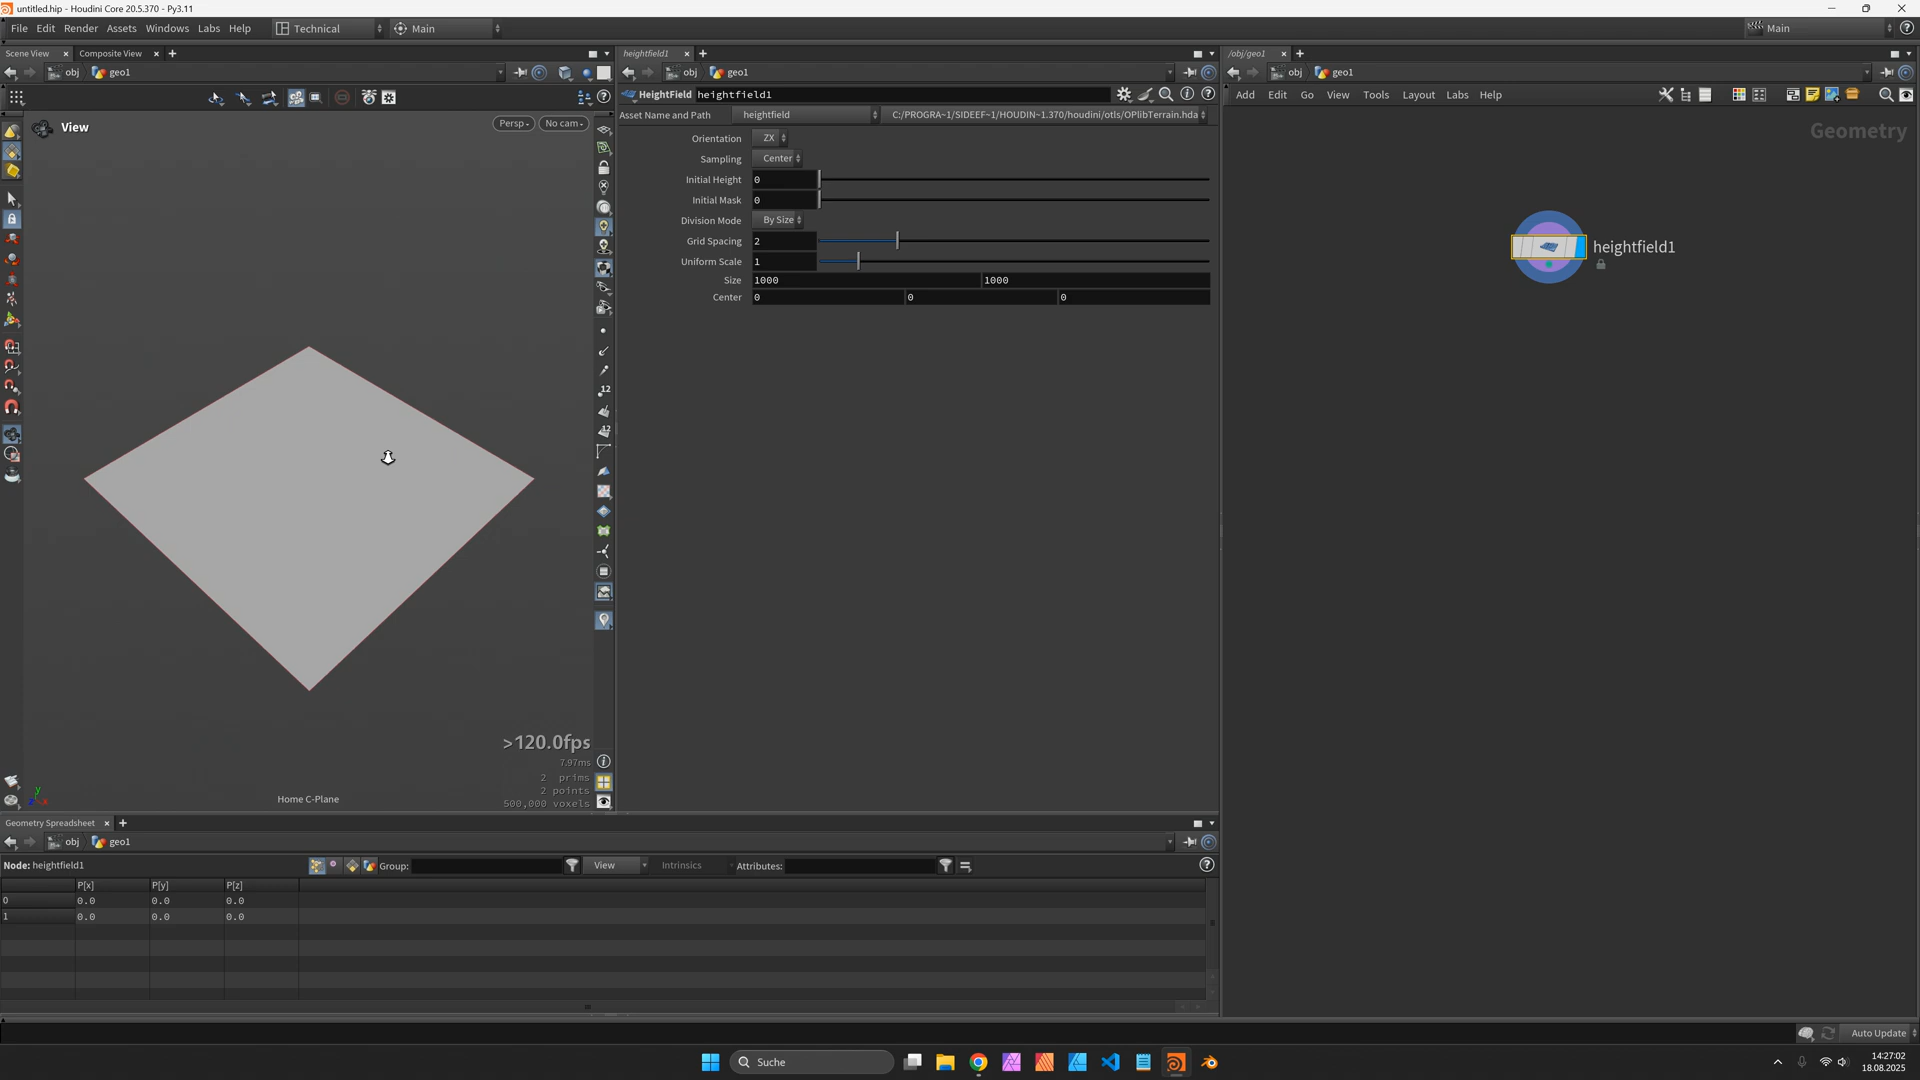 untitled.hip - Houdini Core 20.5.370 - Py3.11
File Edit Render Assets Windows Labs Help Technical Main Main
Scene View Composite View
obj geo1
View
Persp No cam
>120.0fps
7.97ms
2 prims
2 points
500,000 voxels
Home C-Plane
y
z x
12
12
heightfield1
obj geo1
HeightField heightfield1
Asset Name and Path heightfield C:/PROGRA~1/SIDEEF~1/HOUDIN~1.370/houdini/otls/OPlibTerrain.hda
Orientation ZX
Sampling Center
Initial Height 0
Initial Mask 0
Division Mode By Size
Grid Spacing 2
Uniform Scale 1
Size 1000 1000
Center 0 0 0
/obj/geo1
obj geo1
Add Edit Go View Tools Layout Labs Help
Geometry
heightfield1
Geometry Spreadsheet
obj geo1
Node: heightfield1 Group: View Intrinsics Attributes:
P[x] P[y] P[z]
0 0.0 0.0 0.0
1 0.0 0.0 0.0
Auto Update
Suche
14:27:02
18.08.2025